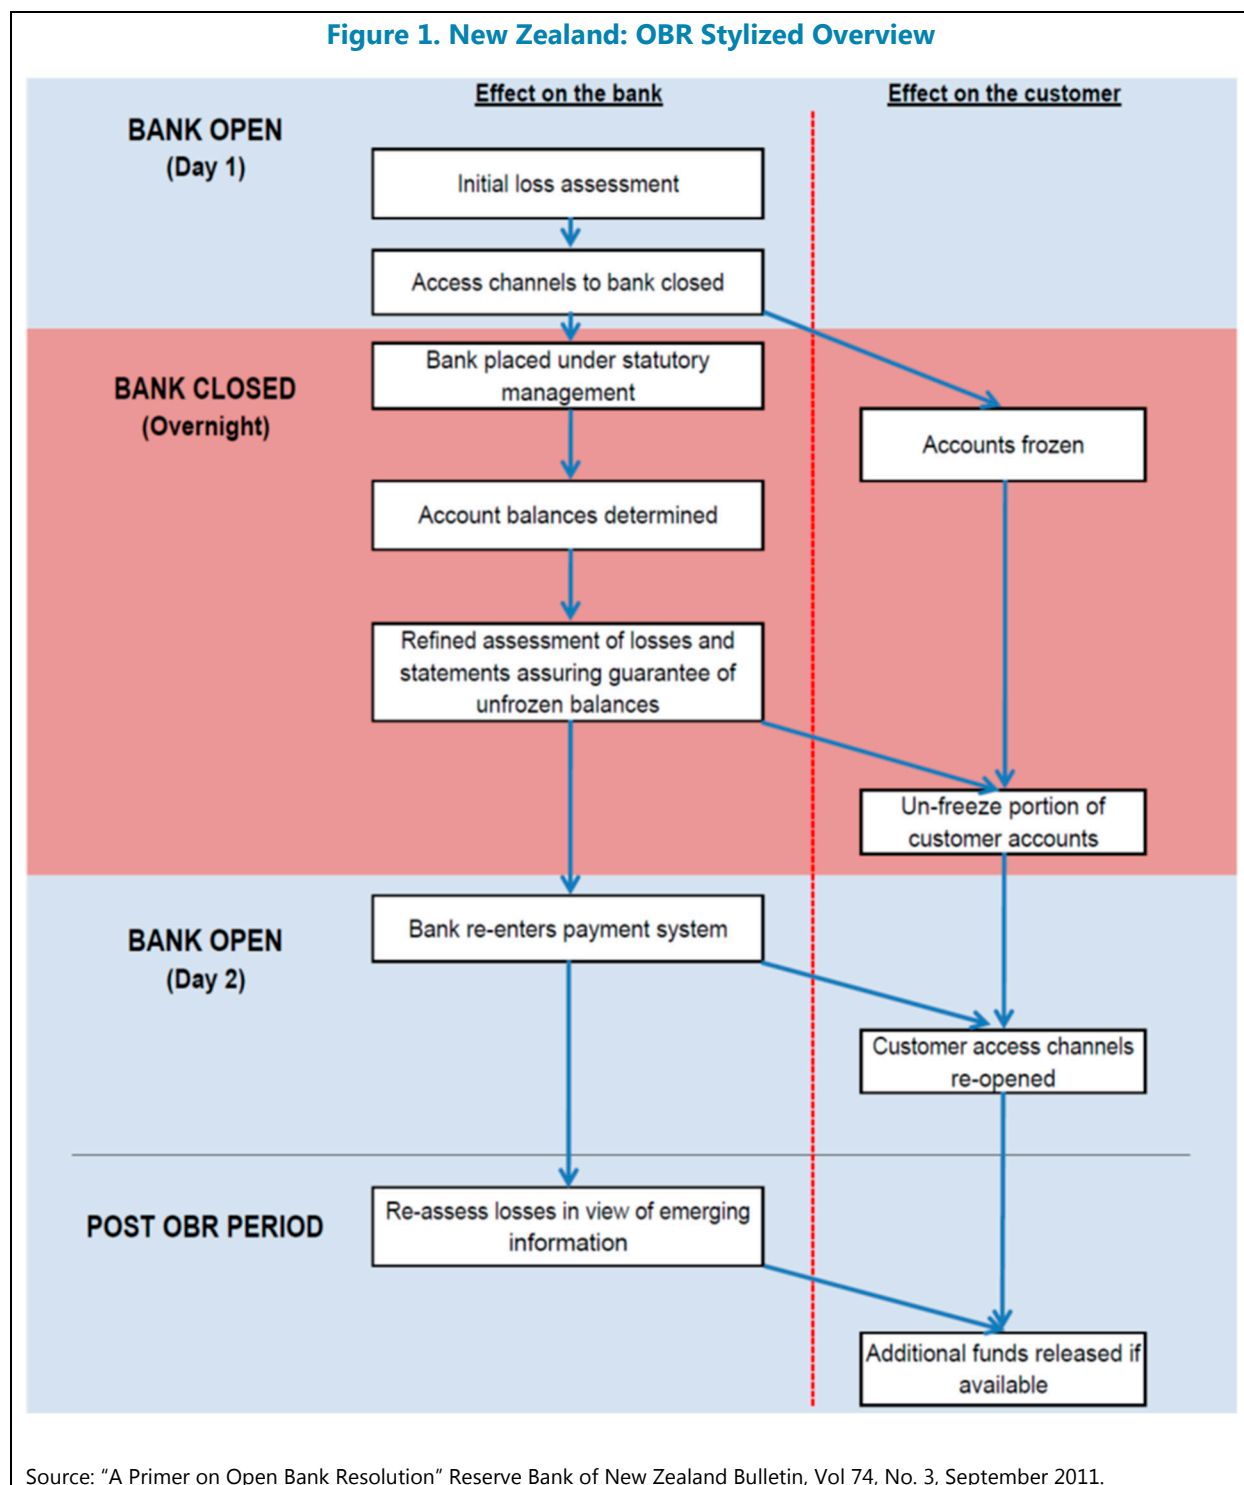 Figure 1. New Zealand: OBR Stylized Overview
Effect on the bank
Effect on the customer
BANK OPEN
(Day 1)
Initial loss assessment
Access channels to bank closed
BANK CLOSED
(Overnight)
Bank placed under statutory
management
Accounts frozen
Account balances determined
Refined assessment of losses and
statements assuring guarantee of
unfrozen balances
Un-freeze portion of
customer accounts
BANK OPEN
(Day 2)
Bank re-enters payment system
Customer access channels
re-opened
POST OBR PERIOD
Re-assess losses in view of emerging
information
Additional funds released if
available
Source: “A Primer on Open Bank Resolution” Reserve Bank of New Zealand Bulletin, Vol 74, No. 3, September 2011.